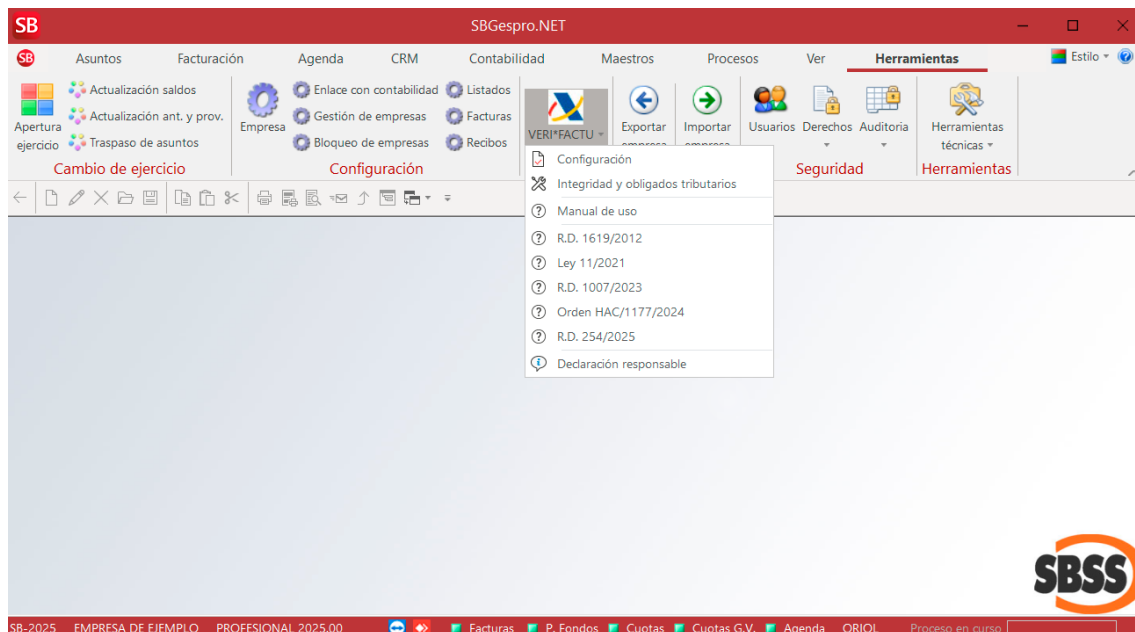 SB SBGespro.NET
SB Asuntos Facturación Agenda CRM Contabilidad Maestros Procesos Ver Herramientas Estilo
Apertura ejercicio
Actualización saldos
Actualización ant. y prov.
Traspaso de asuntos
Cambio de ejercicio
Empresa
Enlace con contabilidad
Gestión de empresas
Bloqueo de empresas
Listados
Facturas
Recibos
Configuración
VERI*FACTU
Exportar empresa
Importar empresa
Usuarios Derechos Auditoria
Seguridad
Herramientas
técnicas
Herramientas
Configuración
Integridad y obligados tributarios
Manual de uso
R.D. 1619/2012
Ley 11/2021
R.D. 1007/2023
Orden HAC/1177/2024
R.D. 254/2025
Declaración responsable
SBSS
SB-2025 EMPRESA DE EJEMPLO PROFESIONAL 2025.00 Facturas P. Fondos Cuotas Cuotas G.V. Agenda ORIOL Proceso en curso